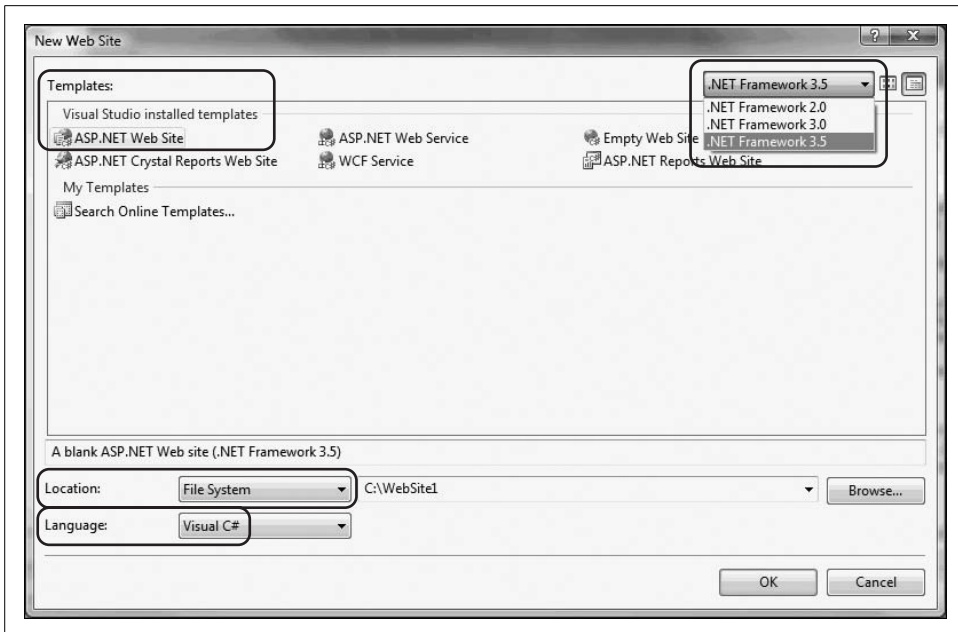 New Web Site
Templates:
.NET Framework 3.5
.NET Framework 2.0
.NET Framework 3.0
.NET Framework 3.5
Visual Studio installed templates
ASP.NET Web Site
ASP.NET Web Service
Empty Web Site
ASP.NET Crystal Reports Web Site
WCF Service
ASP.NET Reports Web Site
My Templates
Search Online Templates...
A blank ASP.NET Web site (.NET Framework 3.5)
Location: File System C:\WebSite1 Browse...
Language: Visual C#
OK Cancel